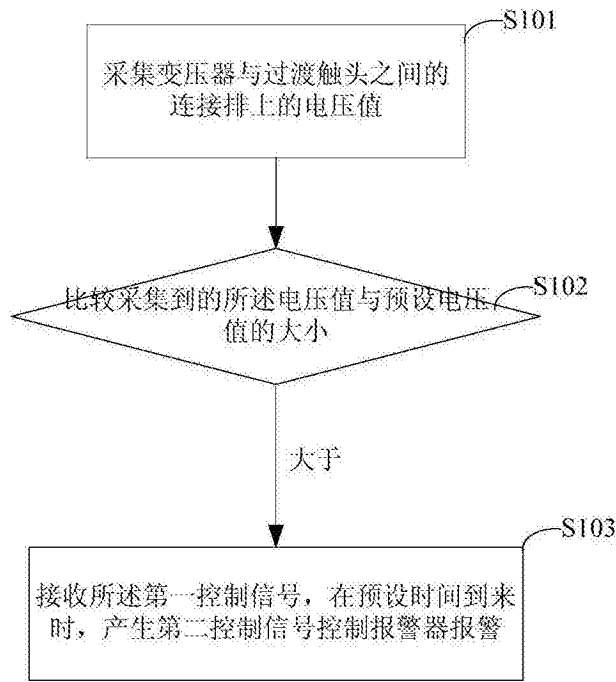 S101
采集变压器与过渡触头之间的
连接排上的电压值
比较采集到的所述电压值与预设电压
值的大小
S102
大于
S103
接收所述第一控制信号，在预设时间到来
时，产生第二控制信号控制报警器报警